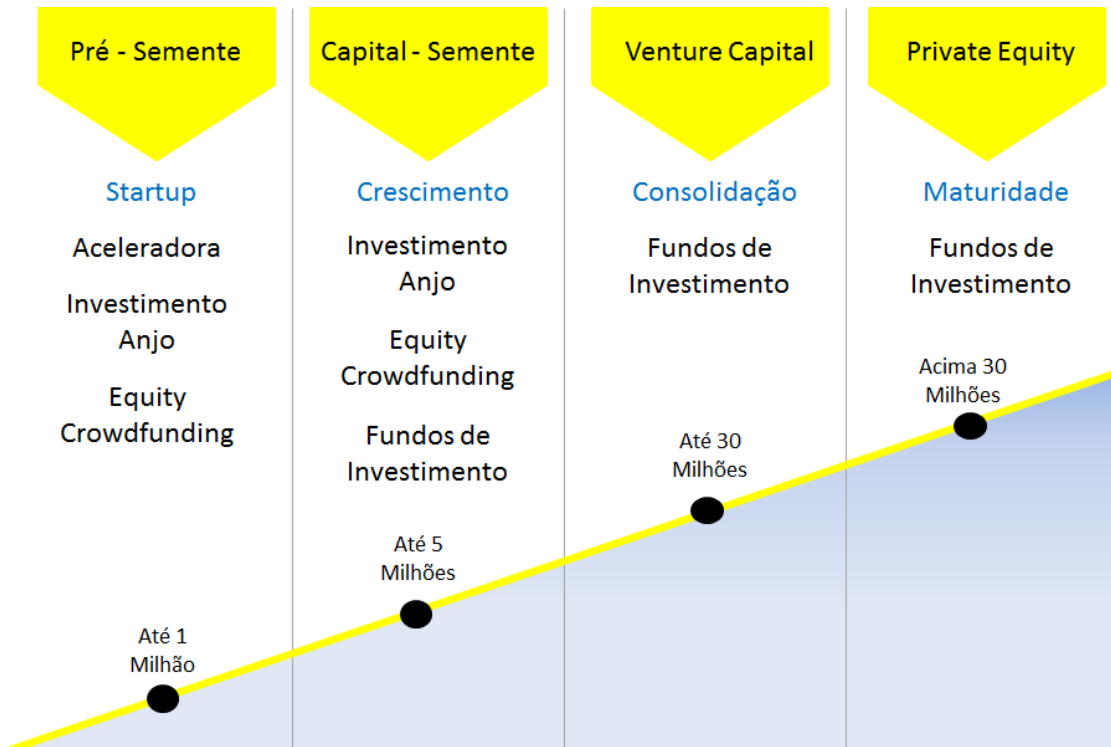 Pré - Semente
Capital - Semente
Venture Capital
Private Equity
Startup
Aceleradora
Investimento
Anjo
Equity
Crowdfunding
Até 1
Milhão
Crescimento
Investimento
Anjo
Equity
Crowdfunding
Fundos de
Investimento
Até 5
Milhões
Consolidação
Fundos de
Investimento
Até 30
Milhões
Maturidade
Fundos de
Investimento
Acima 30
Milhões